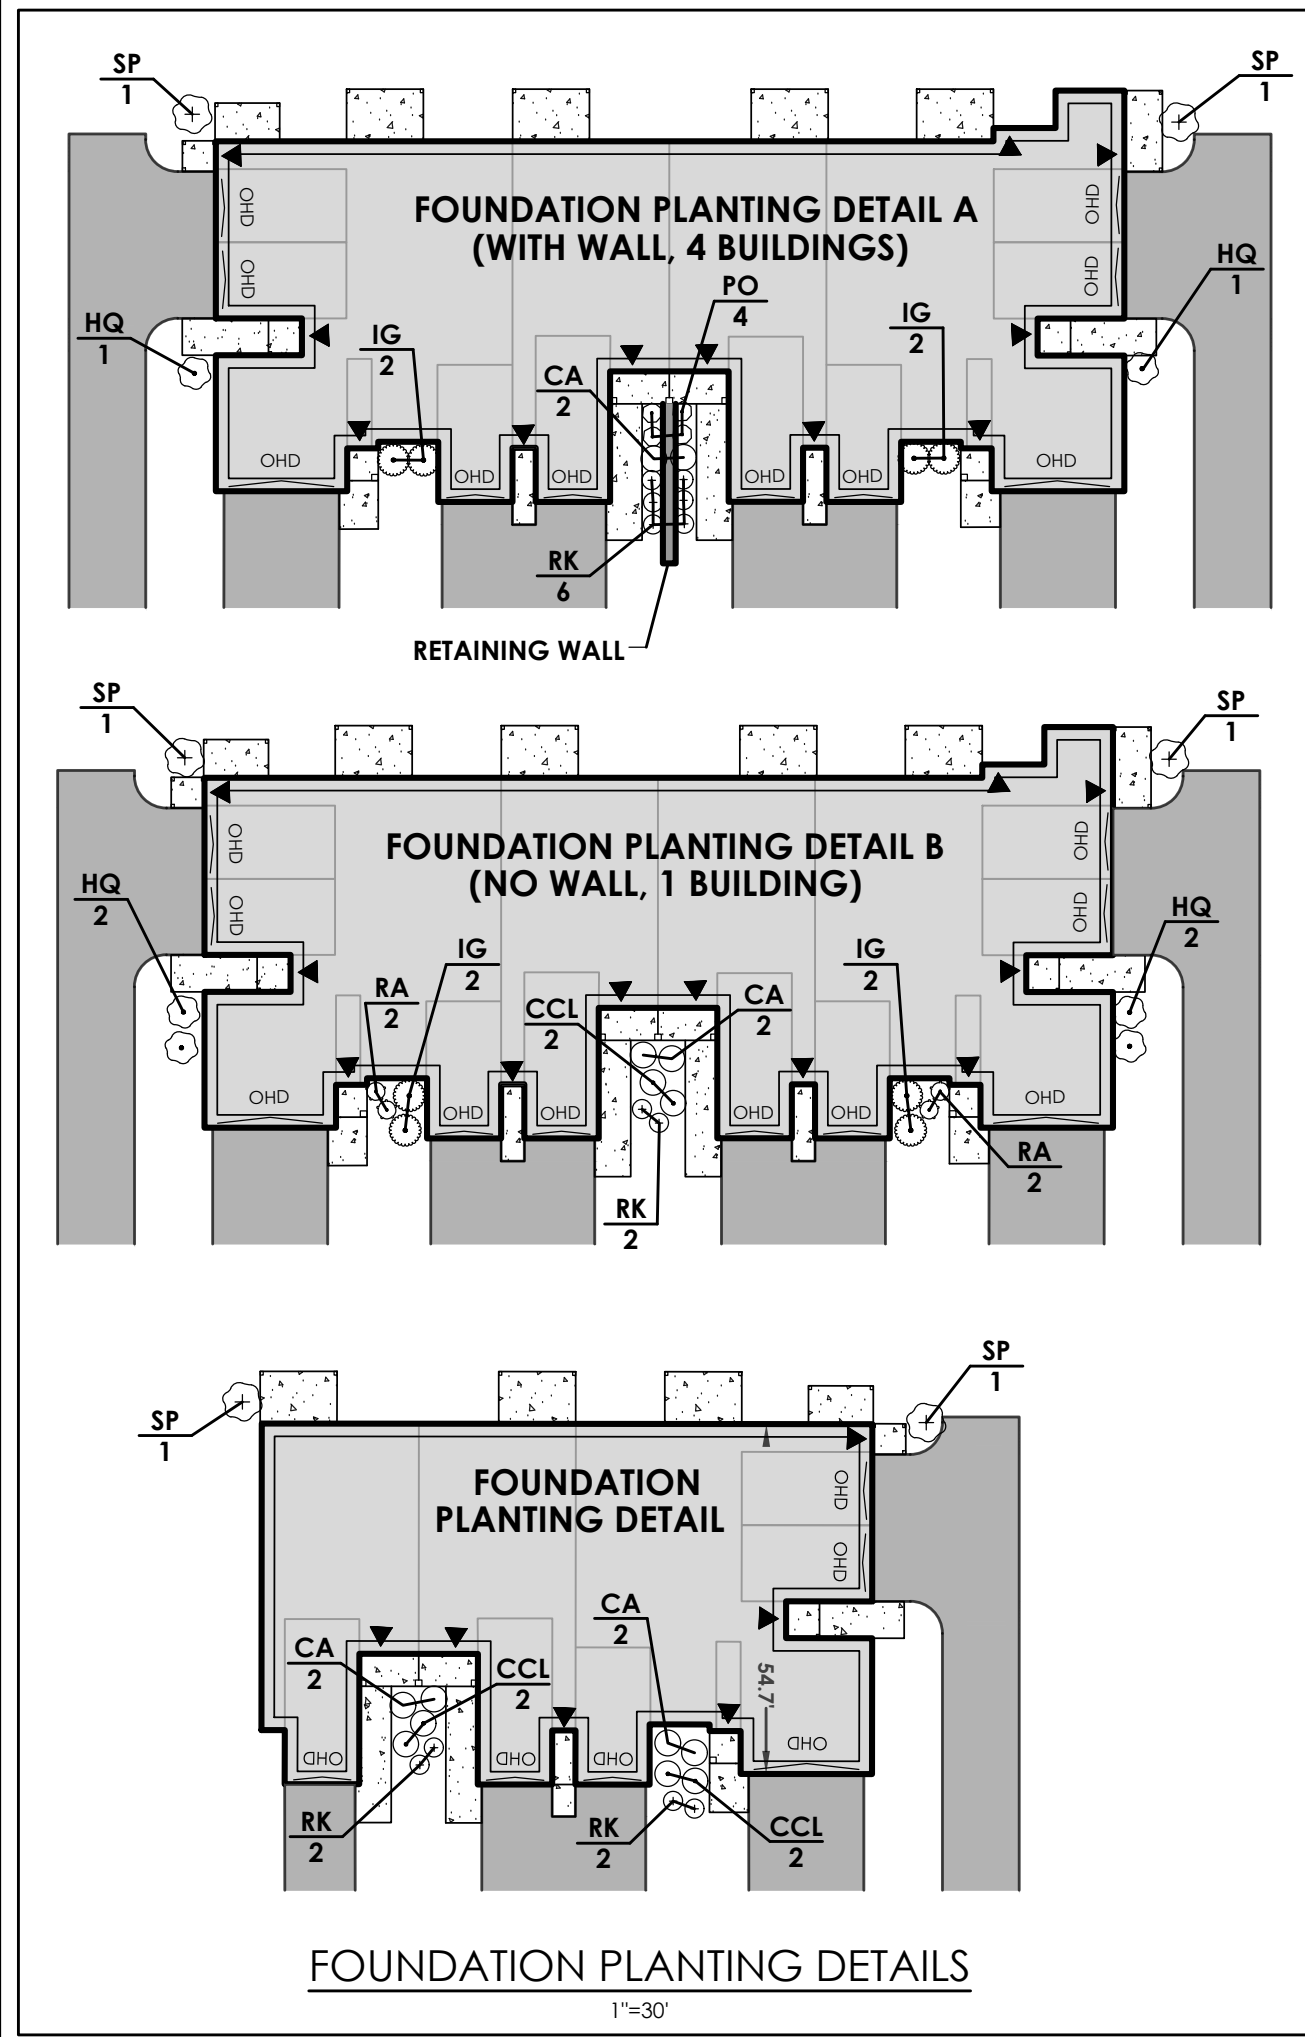 SP
1
SP
1
OHD
OHD
FOUNDATION PLANTING DETAIL A
(WITH WALL, 4 BUILDINGS)
OHD
OHD
HQ
1
HQ
1
PO
4
IG
2
IG
2
CA
2
OHD
OHD
OHD
OHD
OHD
OHD
RK
6
RETAINING WALL
SP
1
SP
1
OHD
OHD
FOUNDATION PLANTING DETAIL B
(NO WALL, 1 BUILDING)
OHD
OHD
HQ
2
HQ
2
IG
2
IG
2
RA
2
CCL
2
CA
2
OHD
OHD
OHD
OHD
OHD
OHD
RA
2
RK
2
SP
1
SP
1
FOUNDATION
PLANTING DETAIL
OHD
OHD
CA
2
CA
2
CCL
2
54.7'
OHD
OHD
OHD
OHD
RK
2
RK
2
CCL
2
FOUNDATION PLANTING DETAILS
1"=30'